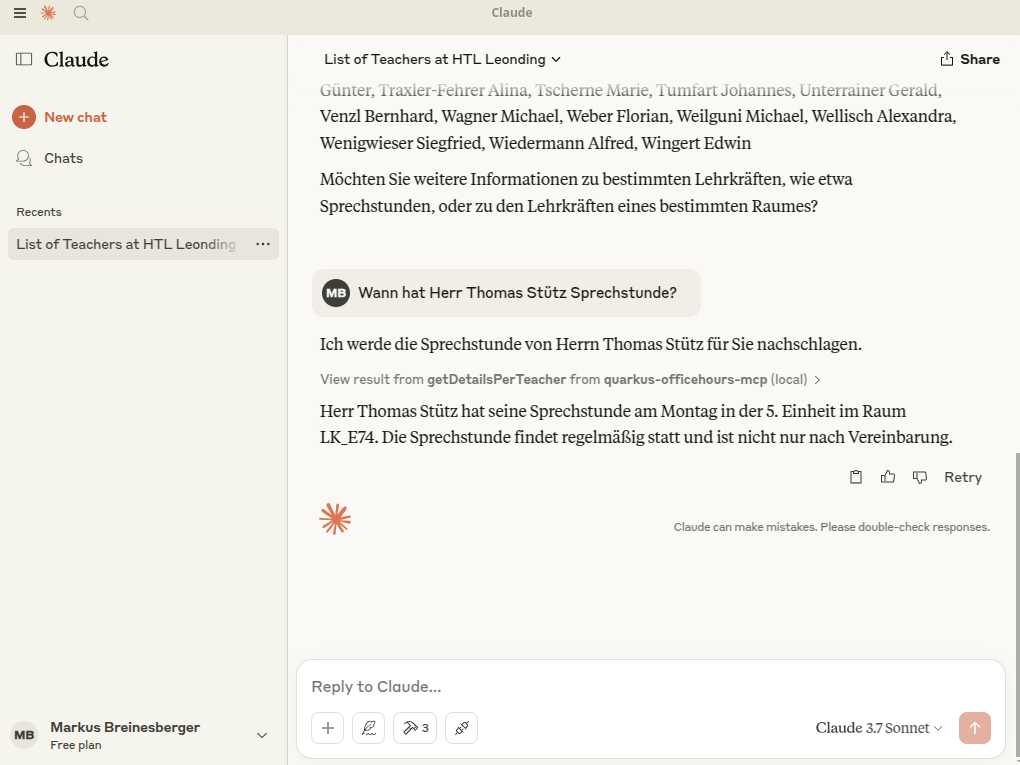 Claude
Claude
New chat
Chats
Recents
List of Teachers at HTL Leonding
MB
Markus Breinesberger
Free plan
List of Teachers at HTL Leonding
Share
Günter, Traxler-Fehrer Alina, Tscherne Marie, Tumfart Johannes, Unterrainer Gerald,
Venzl Bernhard, Wagner Michael, Weber Florian, Weilguni Michael, Wellisch Alexandra,
Wenigwieser Siegfried, Wiedermann Alfred, Wingert Edwin
Möchten Sie weitere Informationen zu bestimmten Lehrkräften, wie etwa
Sprechstunden, oder zu den Lehrkräften eines bestimmten Raumes?
MB Wann hat Herr Thomas Stütz Sprechstunde?
Ich werde die Sprechstunde von Herrn Thomas Stütz für Sie nachschlagen.
View result from getDetailsPerTeacher from quarkus-officehours-mcp (local)
Herr Thomas Stütz hat seine Sprechstunde am Montag in der 5. Einheit im Raum
LK_E74. Die Sprechstunde findet regelmäßig statt und ist nicht nur nach Vereinbarung.
Retry
Claude can make mistakes. Please double-check responses.
Reply to Claude...
3
Claude 3.7 Sonnet